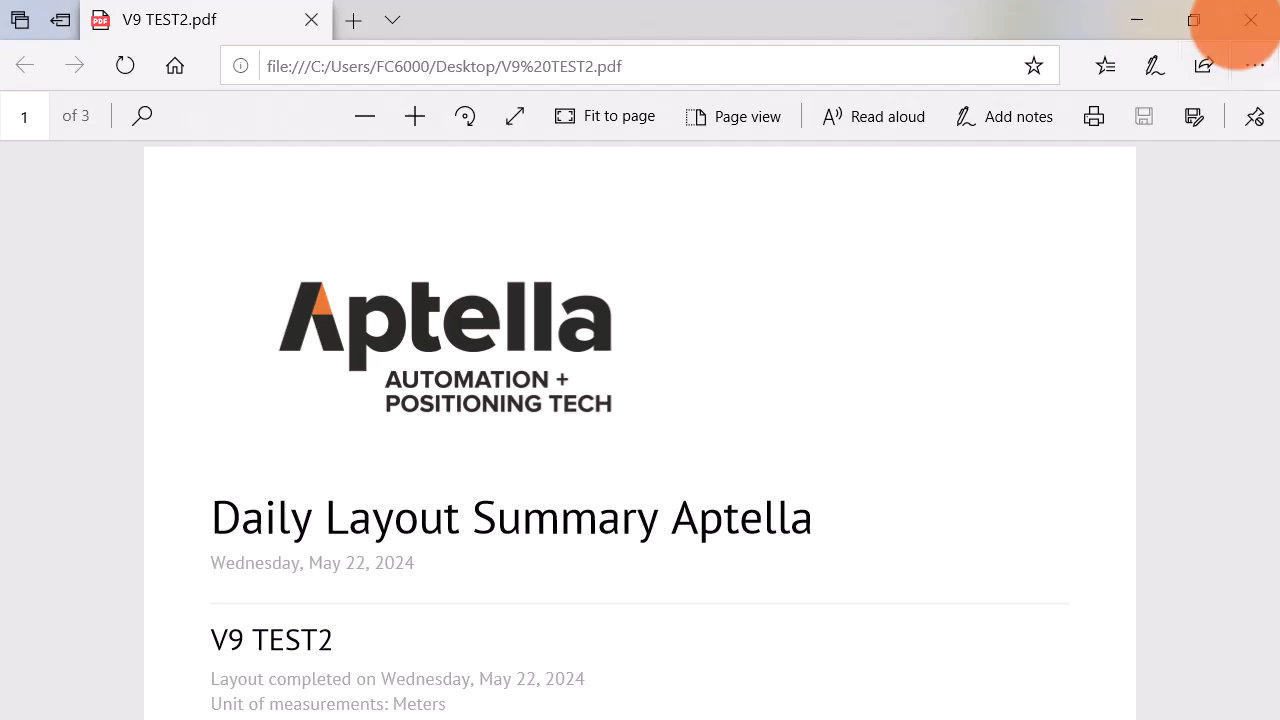 V9 TEST2.pdf
file:///C:/Users/FC6000/Desktop/V9%20TEST2.pdf
1 of 3 Fit to page Page view Read aloud Add notes
Aptella
AUTOMATION +
POSITIONING TECH
Daily Layout Summary Aptella
Wednesday, May 22, 2024
V9 TEST2
Layout completed on Wednesday, May 22, 2024
Unit of measurements: Meters